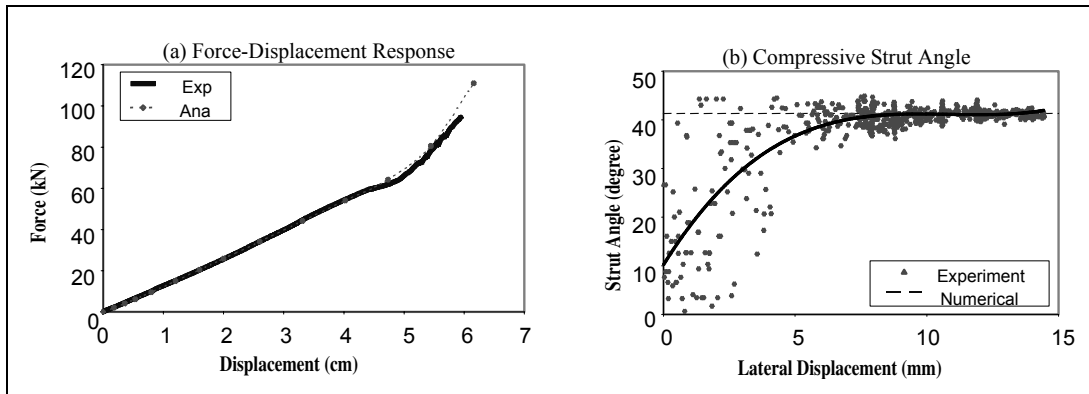 (a) Force-Displacement Response
120
100
80
60
40
20
0
Force (kN)
Exp
Ana
0 1 2 3 4 5 6 7
Displacement (cm)
(b) Compressive Strut Angle
50
40
30
20
10
0
Strut Angle (degree)
Experiment
Numerical
0 5 10 15
Lateral Displacement (mm)